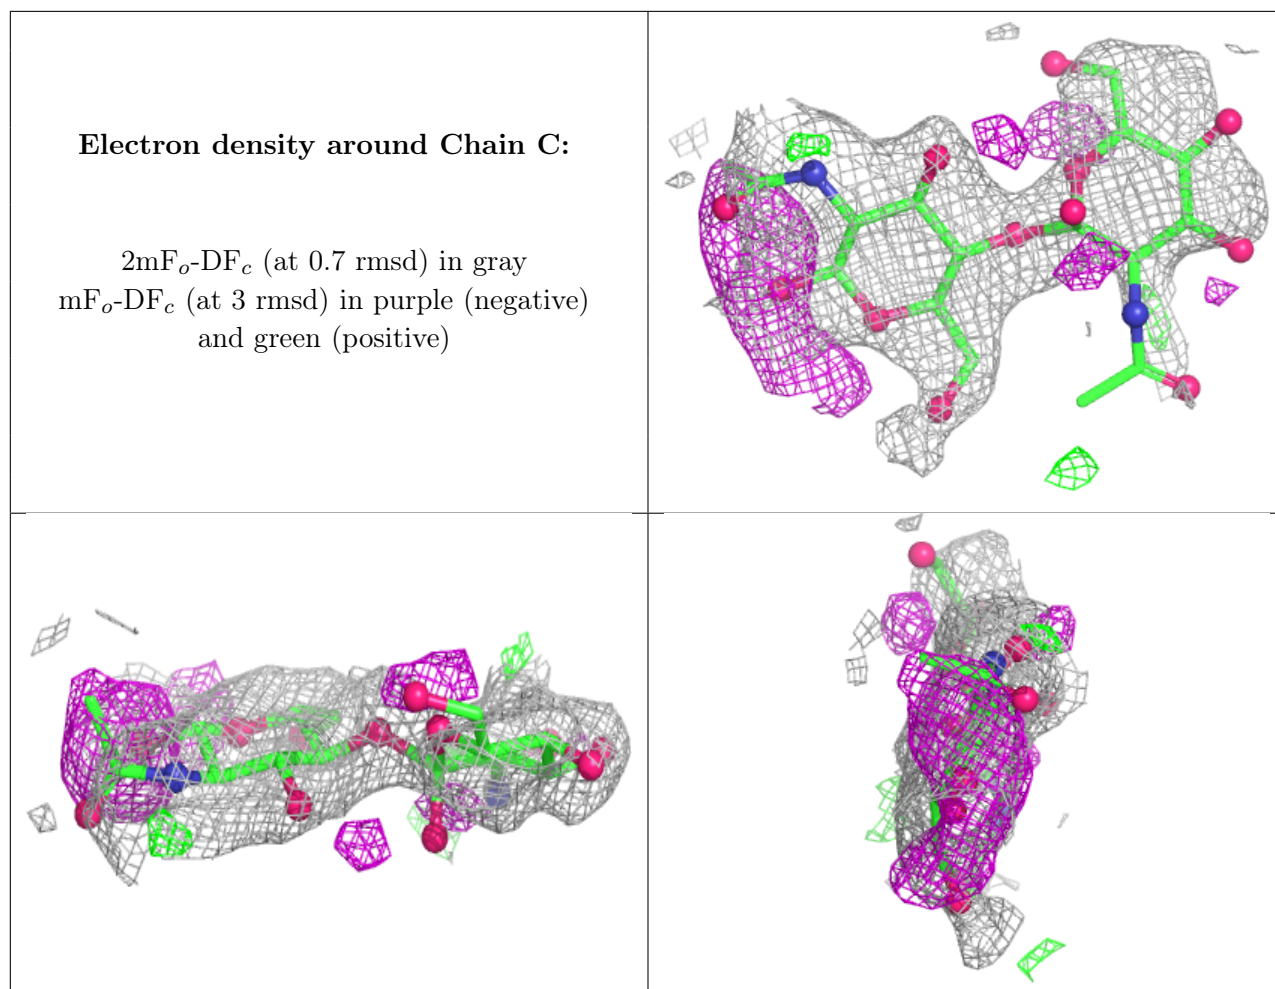 Electron density around Chain C:
2mFo-DFc (at 0.7 rmsd) in gray
mFo-DFc (at 3 rmsd) in purple (negative)
and green (positive)